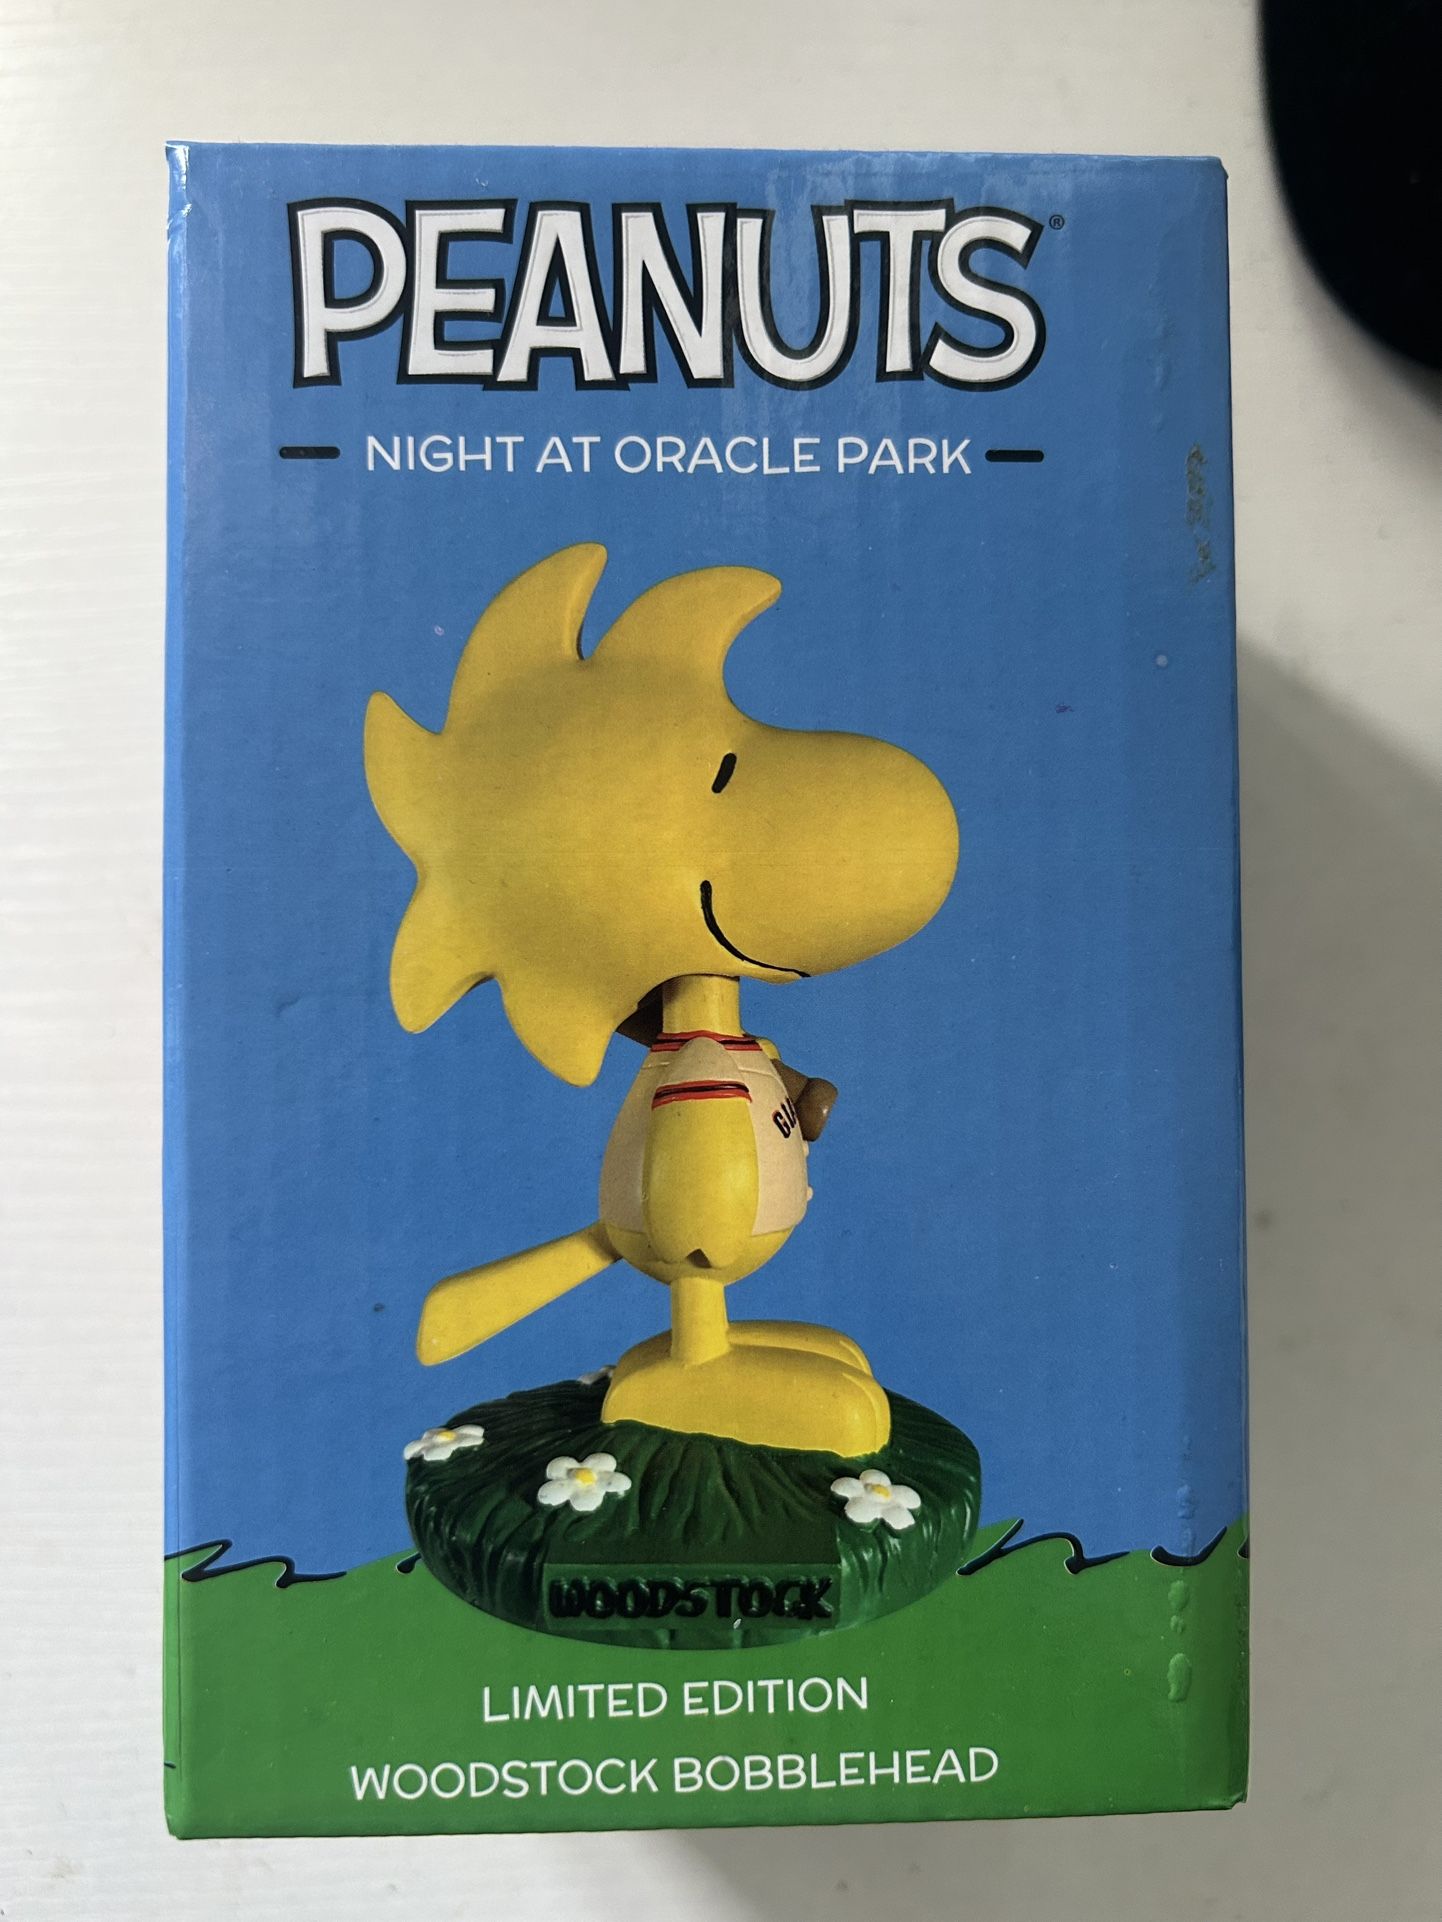 PEANUTS®
NIGHT AT ORACLE PARK
WOODSTOCK
LIMITED EDITION
WOODSTOCK BOBBLEHEAD